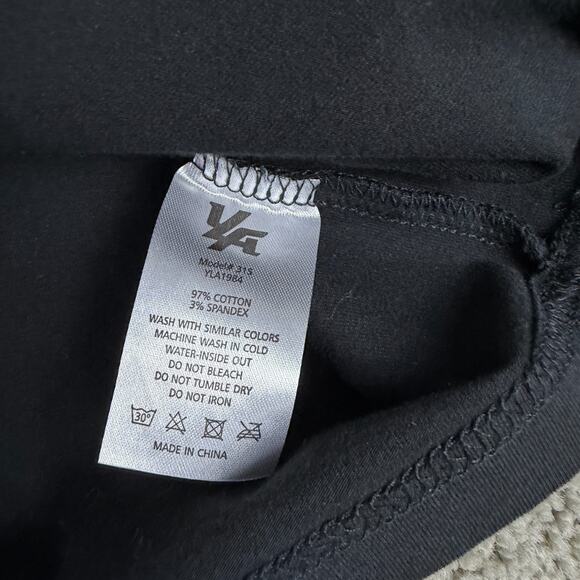 YLA
Model# 315
YLA1984
97% COTTON
3% SPANDEX
WASH WITH SIMILAR COLORS
MACHINE WASH IN COLD
WATER-INSIDE OUT
DO NOT BLEACH
DO NOT TUMBLE DRY
DO NOT IRON
30°
MADE IN CHINA